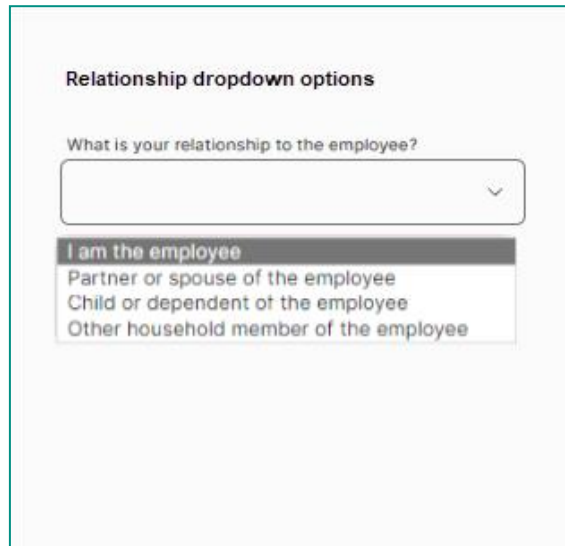 Relationship dropdown options
What is your relationship to the employee?
I am the employee
Partner or spouse of the employee
Child or dependent of the employee
Other household member of the employee